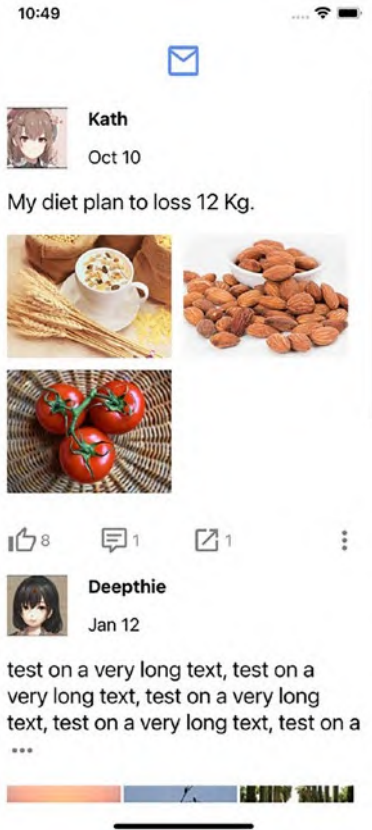 10:49
Kath
Oct 10
My diet plan to loss 12 Kg.
8 1 1
Deepthie
Jan 12
test on a very long text, test on a
very long text, test on a very long
text, test on a very long text, test on a
...